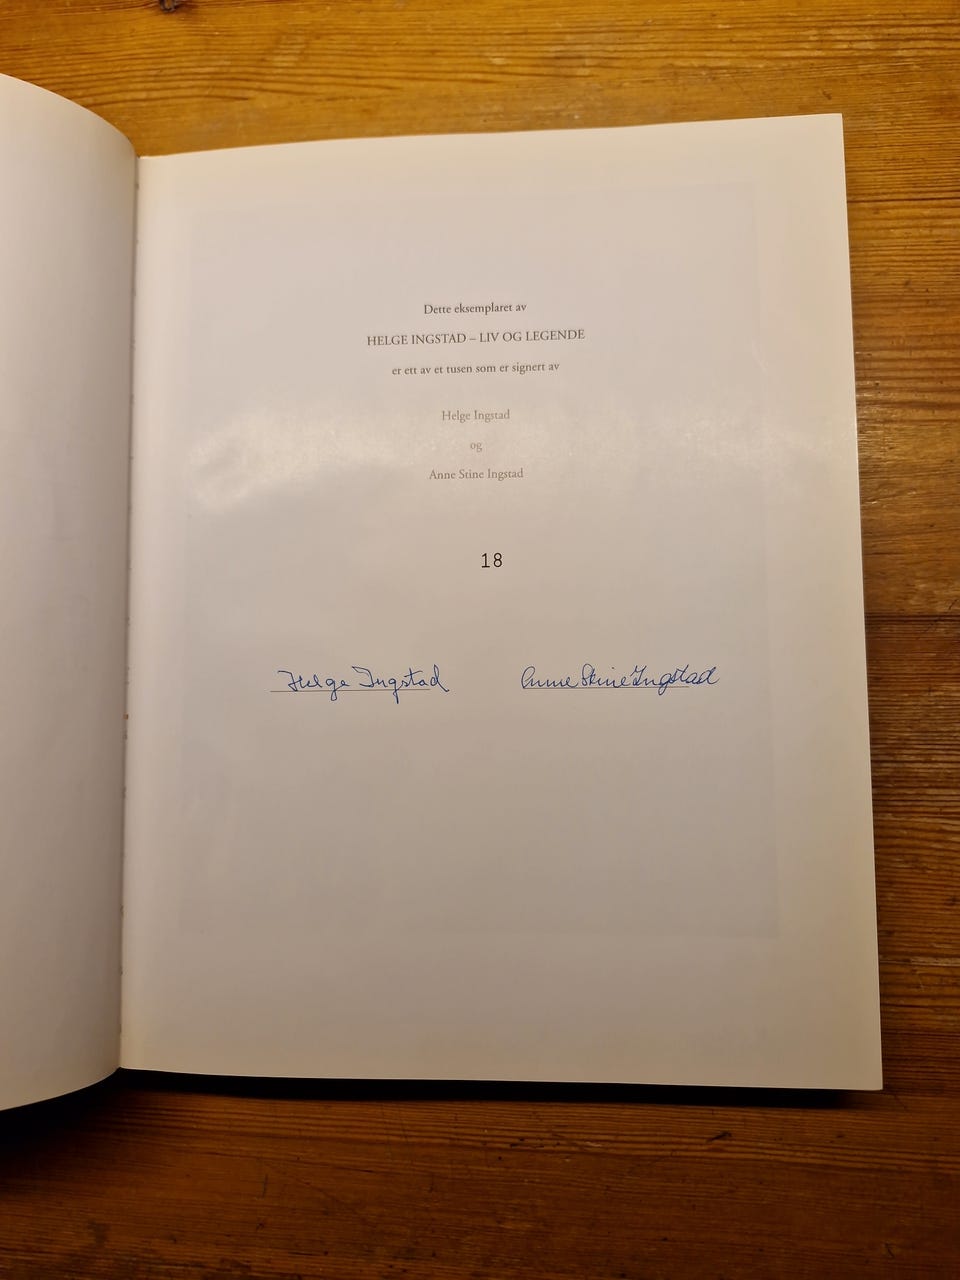 Dette eksemplaret av
HELGE INGSTAD – LIV OG LEGENDE
er ett av et tusen som er signert av
Helge Ingstad
og
Anne Stine Ingstad
18
Helge Ingstad Anne Stine Ingstad